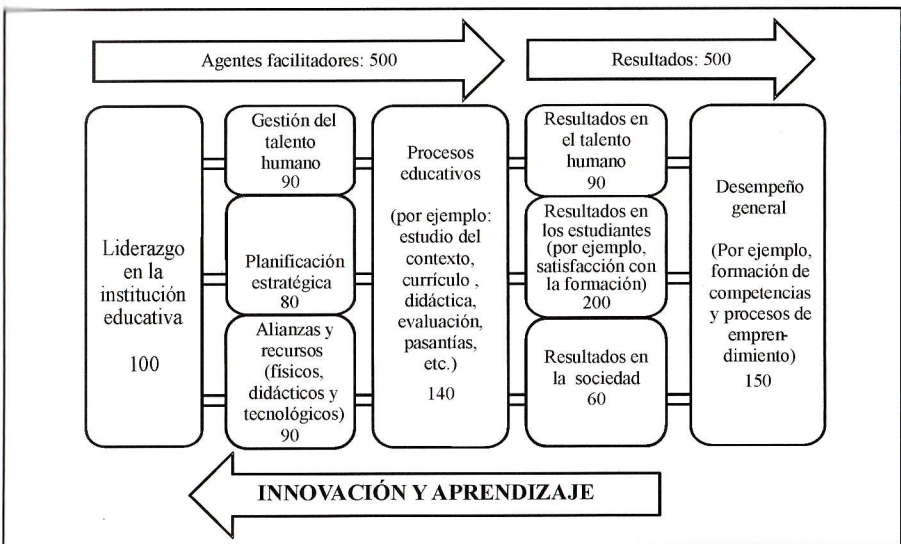 Agentes facilitadores: 500
Resultados: 500
Liderazgo
en la
institución
educativa
100
Gestión del
talento
humano
90
Planificación
estratégica
80
Alianzas y
recursos
(físicos,
didácticos y
tecnológicos)
90
Procesos
educativos
(por ejemplo:
estudio del
contexto,
currículo ,
didáctica,
evaluación,
pasantías,
etc.)
140
Resultados en
el talento
humano
90
Resultados en
los estudiantes
(por ejemplo,
satisfacción con
la formación)
200
Resultados en
la sociedad
60
Desempeño
general
(Por ejemplo,
formación de
competencias
y procesos de
empren-
dimiento)
150
INNOVACIÓN Y APRENDIZAJE